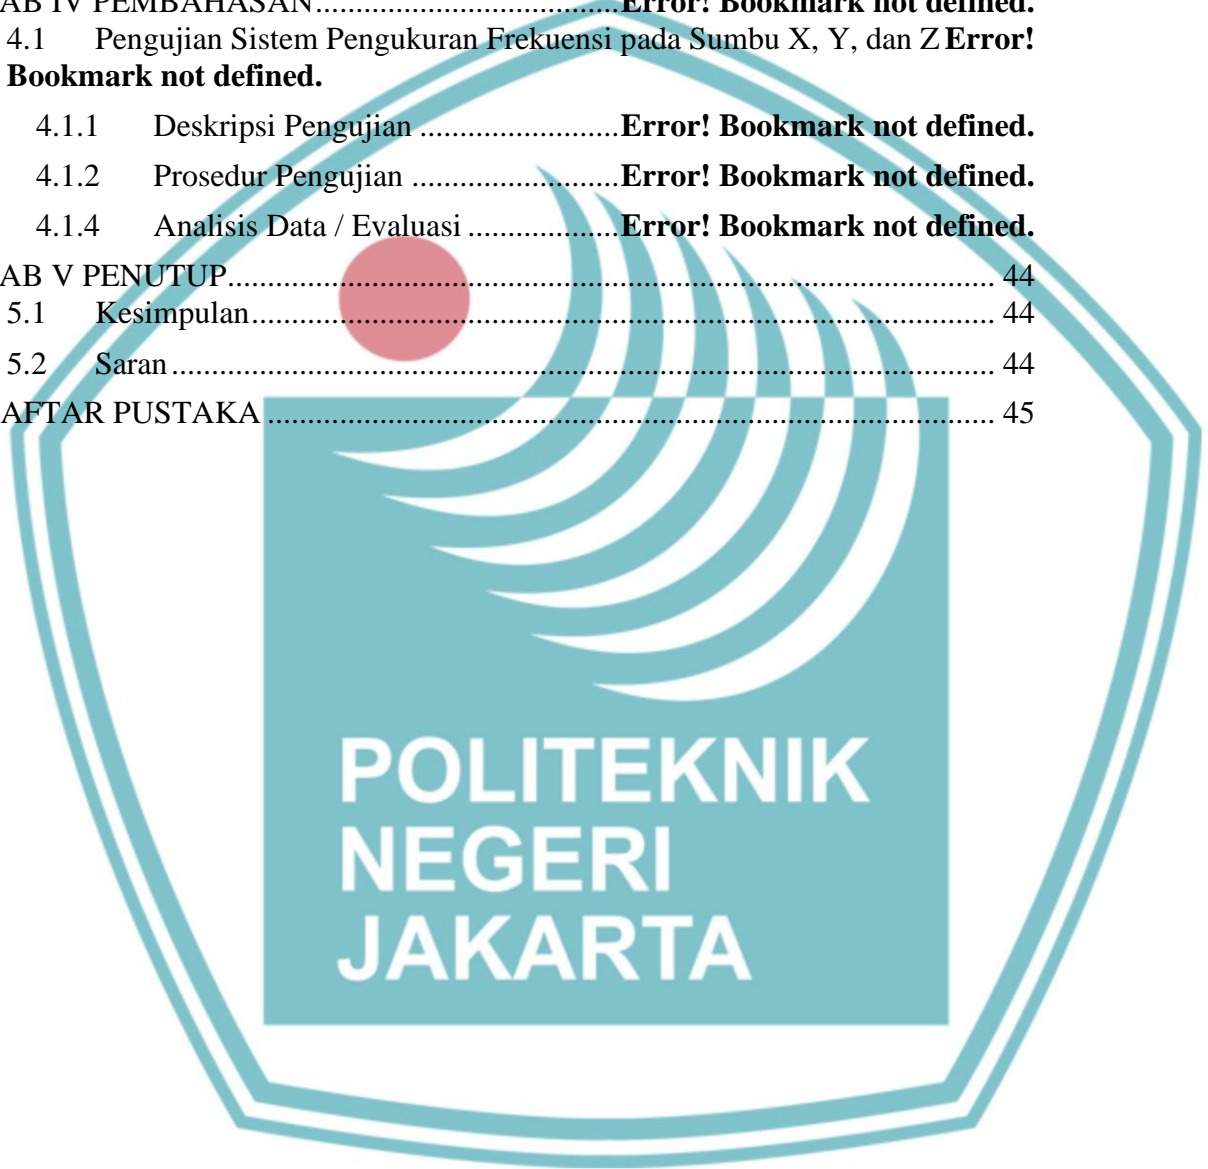 AB IV PEMBAHASAN.......................................Error! Bookmark not defined.
4.1 Pengujian Sistem Pengukuran Frekuensi pada Sumbu X, Y, dan Z Error!
Bookmark not defined.
4.1.1 Deskripsi Pengujian .........................Error! Bookmark not defined.
4.1.2 Prosedur Pengujian ..........................Error! Bookmark not defined.
4.1.4 Analisis Data / Evaluasi ...................Error! Bookmark not defined.
AB V PENUTUP................................................................................................ 44
5.1 Kesimpulan............................................................................................. 44
5.2 Saran ....................................................................................................... 44
AFTAR PUSTAKA ........................................................................................... 45
POLITEKNIK
NEGERI
JAKARTA